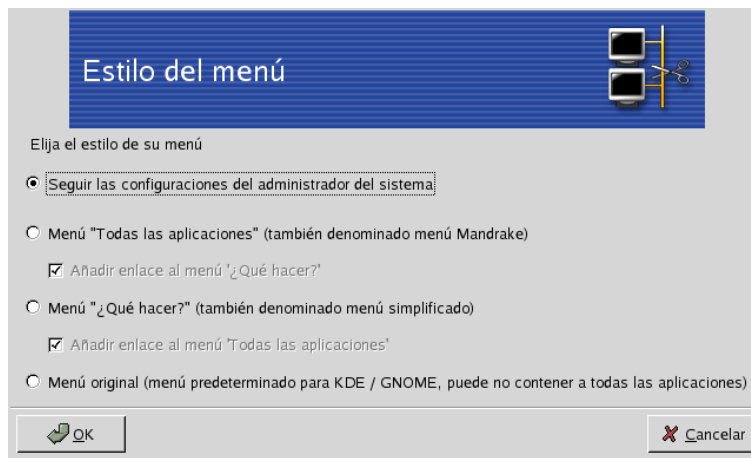 Estilo del menú
Elija el estilo de su menú
Seguir las configuraciones del administrador del sistema
Menú "Todas las aplicaciones" (también denominado menú Mandrake)
Añadir enlace al menú '¿Qué hacer?'
Menú "¿Qué hacer?" (también denominado menú simplificado)
Añadir enlace al menú 'Todas las aplicaciones'
Menú original (menú predeterminado para KDE / GNOME, puede no contener a todas las aplicaciones)
OK
Cancelar